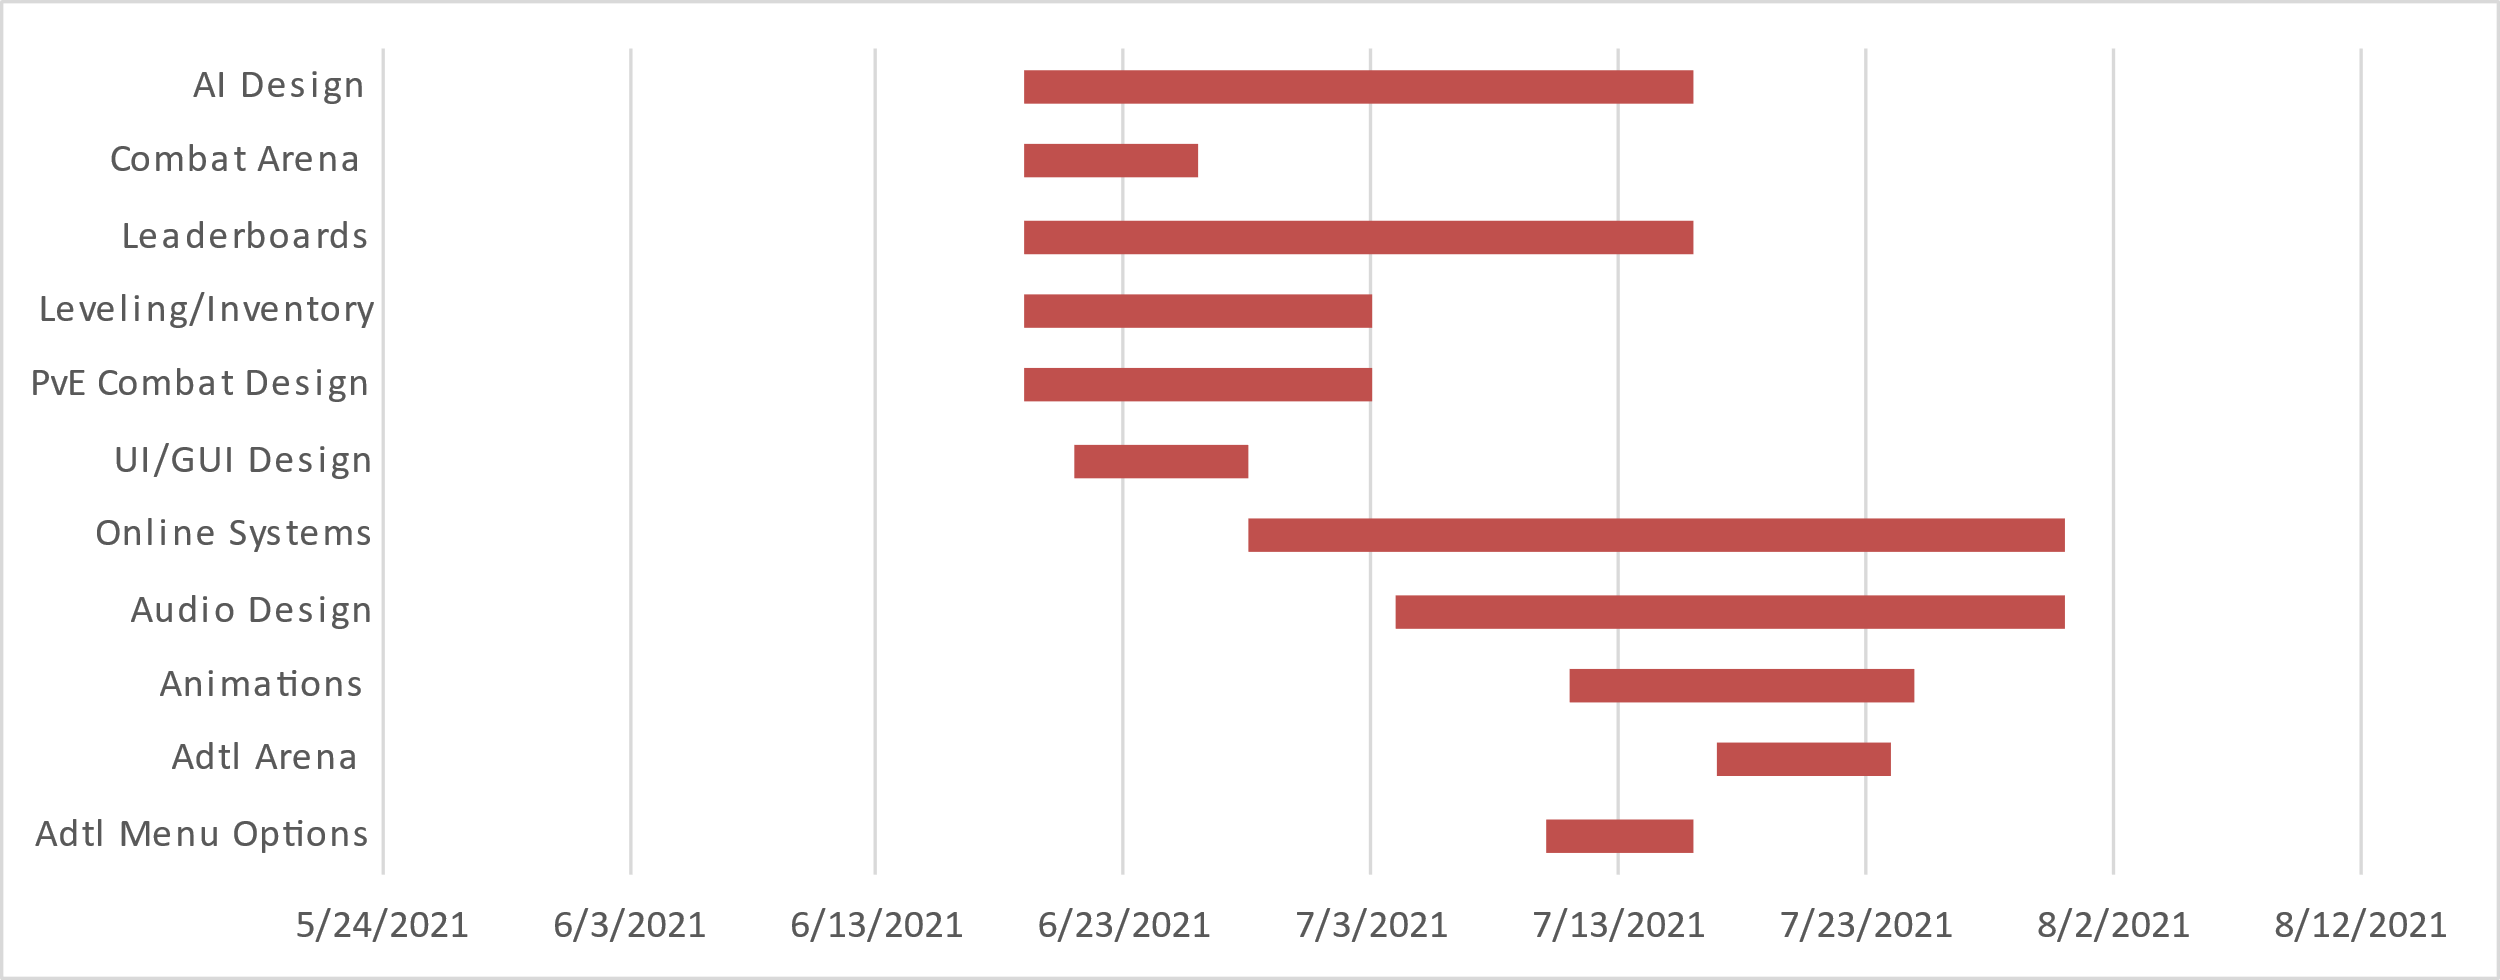 AI Design
Combat Arena
Leaderboards
Leveling/Inventory
PvE Combat Design
UI/GUI Design
Online Systems
Audio Design
Animations
Adtl Arena
Adtl Menu Options
5/24/2021 6/3/2021 6/13/2021 6/23/2021 7/3/2021 7/13/2021 7/23/2021 8/2/2021 8/12/2021